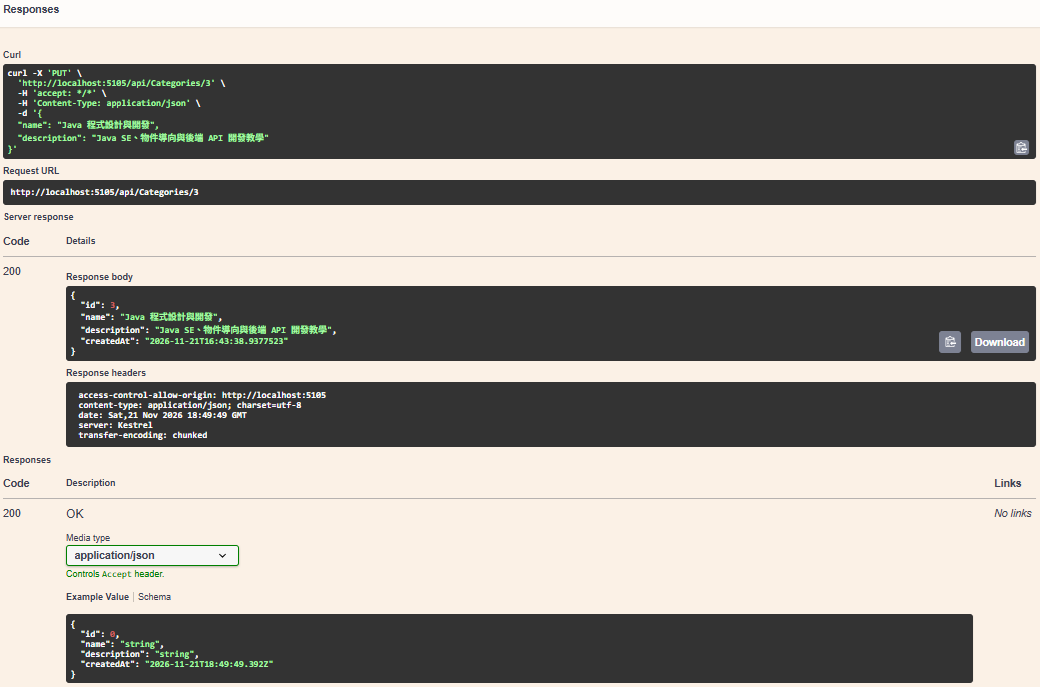 Responses
Curl
curl -X 'PUT' \
  'http://localhost:5105/api/Categories/3' \
  -H 'accept: */*' \
  -H 'Content-Type: application/json' \
  -d '{
  "name": "Java 程式設計與開發",
  "description": "Java SE、物件導向與後端 API 開發教學"
}'
Request URL
http://localhost:5105/api/Categories/3
Server response
Code Details
200
Response body
{
  "id": 3,
  "name": "Java 程式設計與開發",
  "description": "Java SE、物件導向與後端 API 開發教學",
  "createdAt": "2026-11-21T16:43:38.9377523"
}
Download
Response headers
access-control-allow-origin: http://localhost:5105
content-type: application/json; charset=utf-8
date: Sat,21 Nov 2026 18:49:49 GMT
server: Kestrel
transfer-encoding: chunked
Responses
Code Description Links
200 OK No links
Media type
application/json
Controls Accept header.
Example Value | Schema
{
  "id": 0,
  "name": "string",
  "description": "string",
  "createdAt": "2026-11-21T18:49:49.392Z"
}